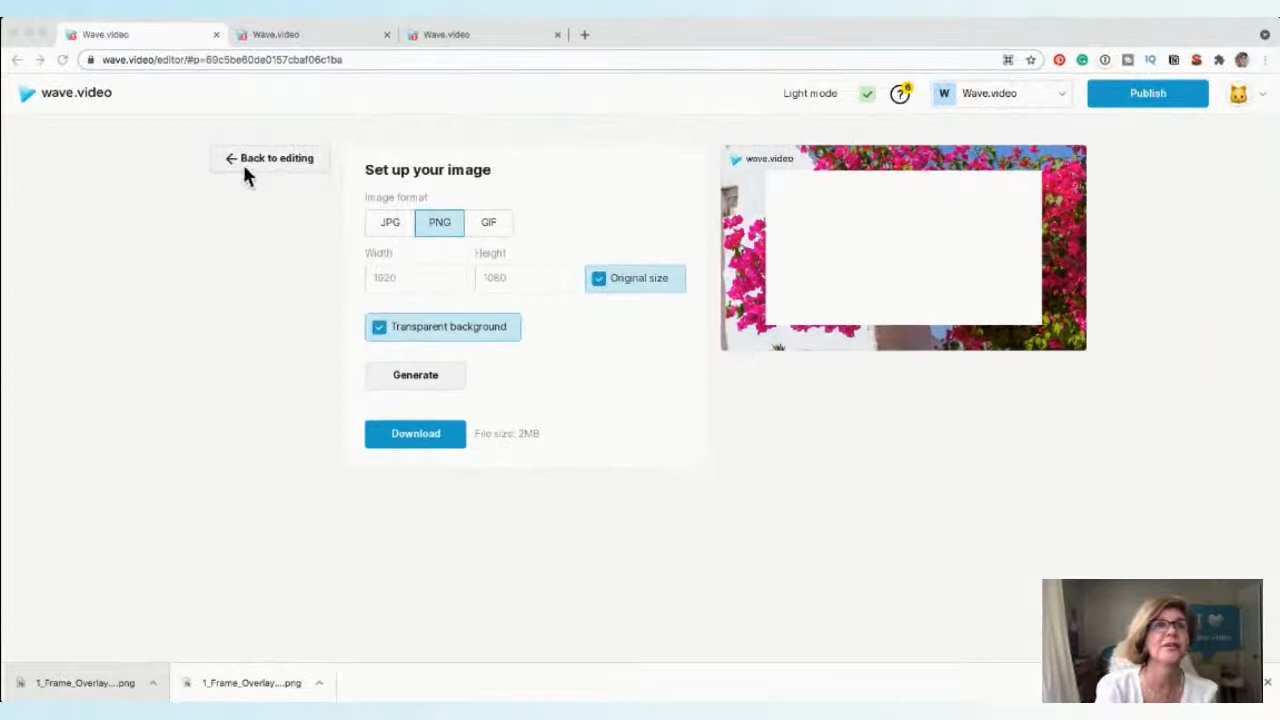 Wave.video
Wave.video
Wave.video
wave.video/editor/#p=69c5be60de0157cbaf06c1ba
wave.video
Light mode
W Wave.video
Publish
Back to editing
Set up your image
Image format
JPG PNG GIF
Width Height
1920 1080 Original size
Transparent background
Generate
Download File size: 2MB
wave.video
1_Frame_Overlay....png
1_Frame_Overlay....png